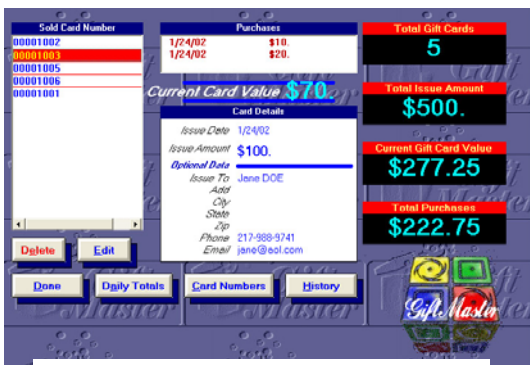 Sold Card Number
00001002
00001003
00001005
00001006
00001001
Delete
Edit
Purchases
1/24/02 $10.
1/24/02 $20.
Current Card Value $70.
Card Details
Issue Date 1/24/02
Issue Amount $100.
Optional Data
Issue To Jane DOE
Add
City
State
Zip
Phone 217-988-9741
Email jane@aol.com
Total Gift Cards
5
Total Issue Amount
$500.
Current Gift Card Value
$277.25
Total Purchases
$222.75
Done
Daily Totals
Card Numbers
History
Gift Master